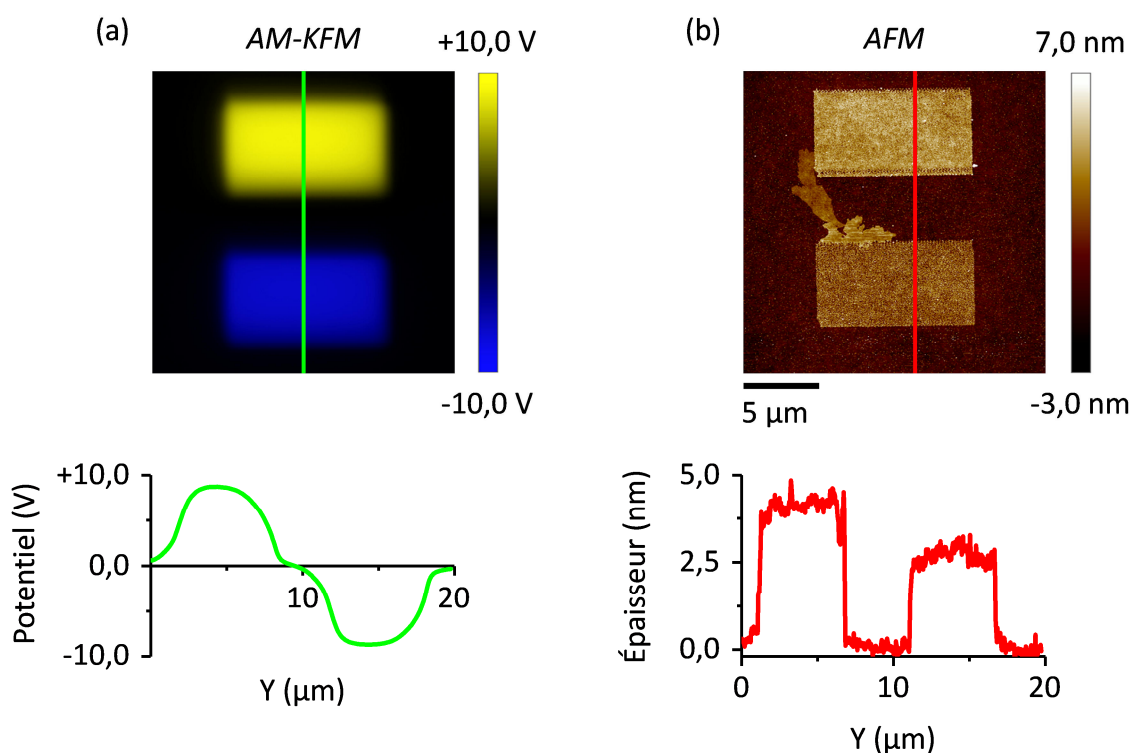 (a)
AM-KFM
+10,0 V
-10,0 V
+10,0
0,0
-10,0
10
20
Potentiel (V)
Y (µm)
(b)
AFM
7,0 nm
-3,0 nm
5 µm
5,0
2,5
0,0
0
10
20
Épaisseur (nm)
Y (µm)